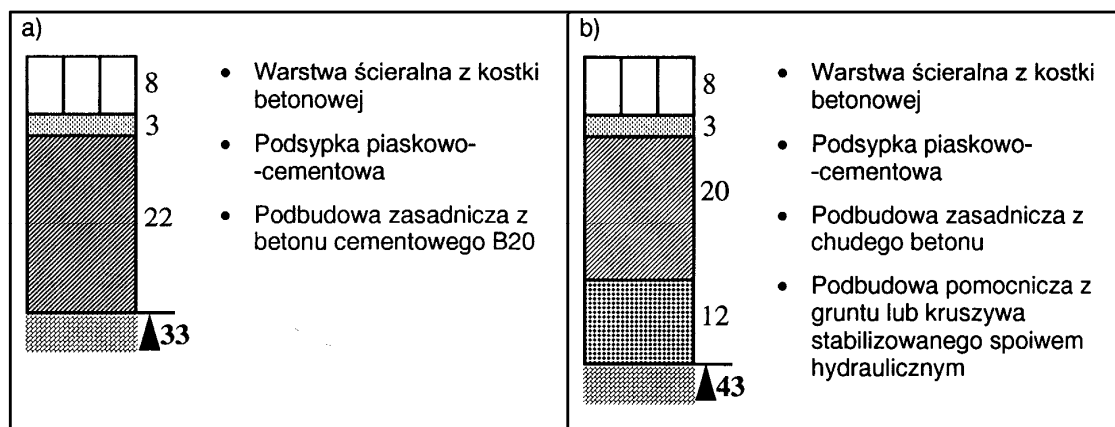 a)
8
3
22
33
• Warstwa ścieralna z kostki
betonowej
• Podsypka piaskowo-
-cementowa
• Podbudowa zasadnicza z
betonu cementowego B20
b)
8
3
20
12
43
• Warstwa ścieralna z kostki
betonowej
• Podsypka piaskowo-
-cementowa
• Podbudowa zasadnicza z
chudego betonu
• Podbudowa pomocnicza z
gruntu lub kruszywa
stabilizowanego spoiwem
hydraulicznym